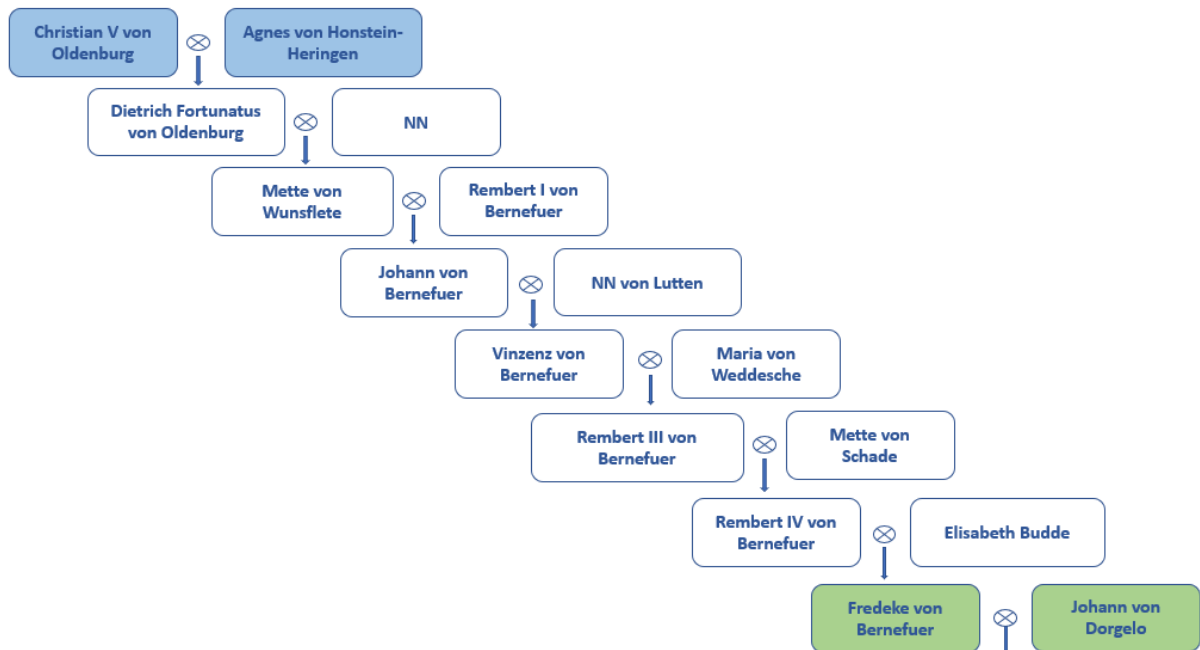 Christian V von
Oldenburg
Agnes von Honstein-
Heringen
Dietrich Fortunatus
von Oldenburg
NN
Mette von
Wunsflete
Rembert I von
Bernefuer
Johann von
Bernefuer
NN von Lutten
Vinzenz von
Bernefuer
Maria von
Weddesche
Rembert III von
Bernefuer
Mette von
Schade
Rembert IV von
Bernefuer
Elisabeth Budde
Fredeke von
Bernefuer
Johann von
Dorgelo